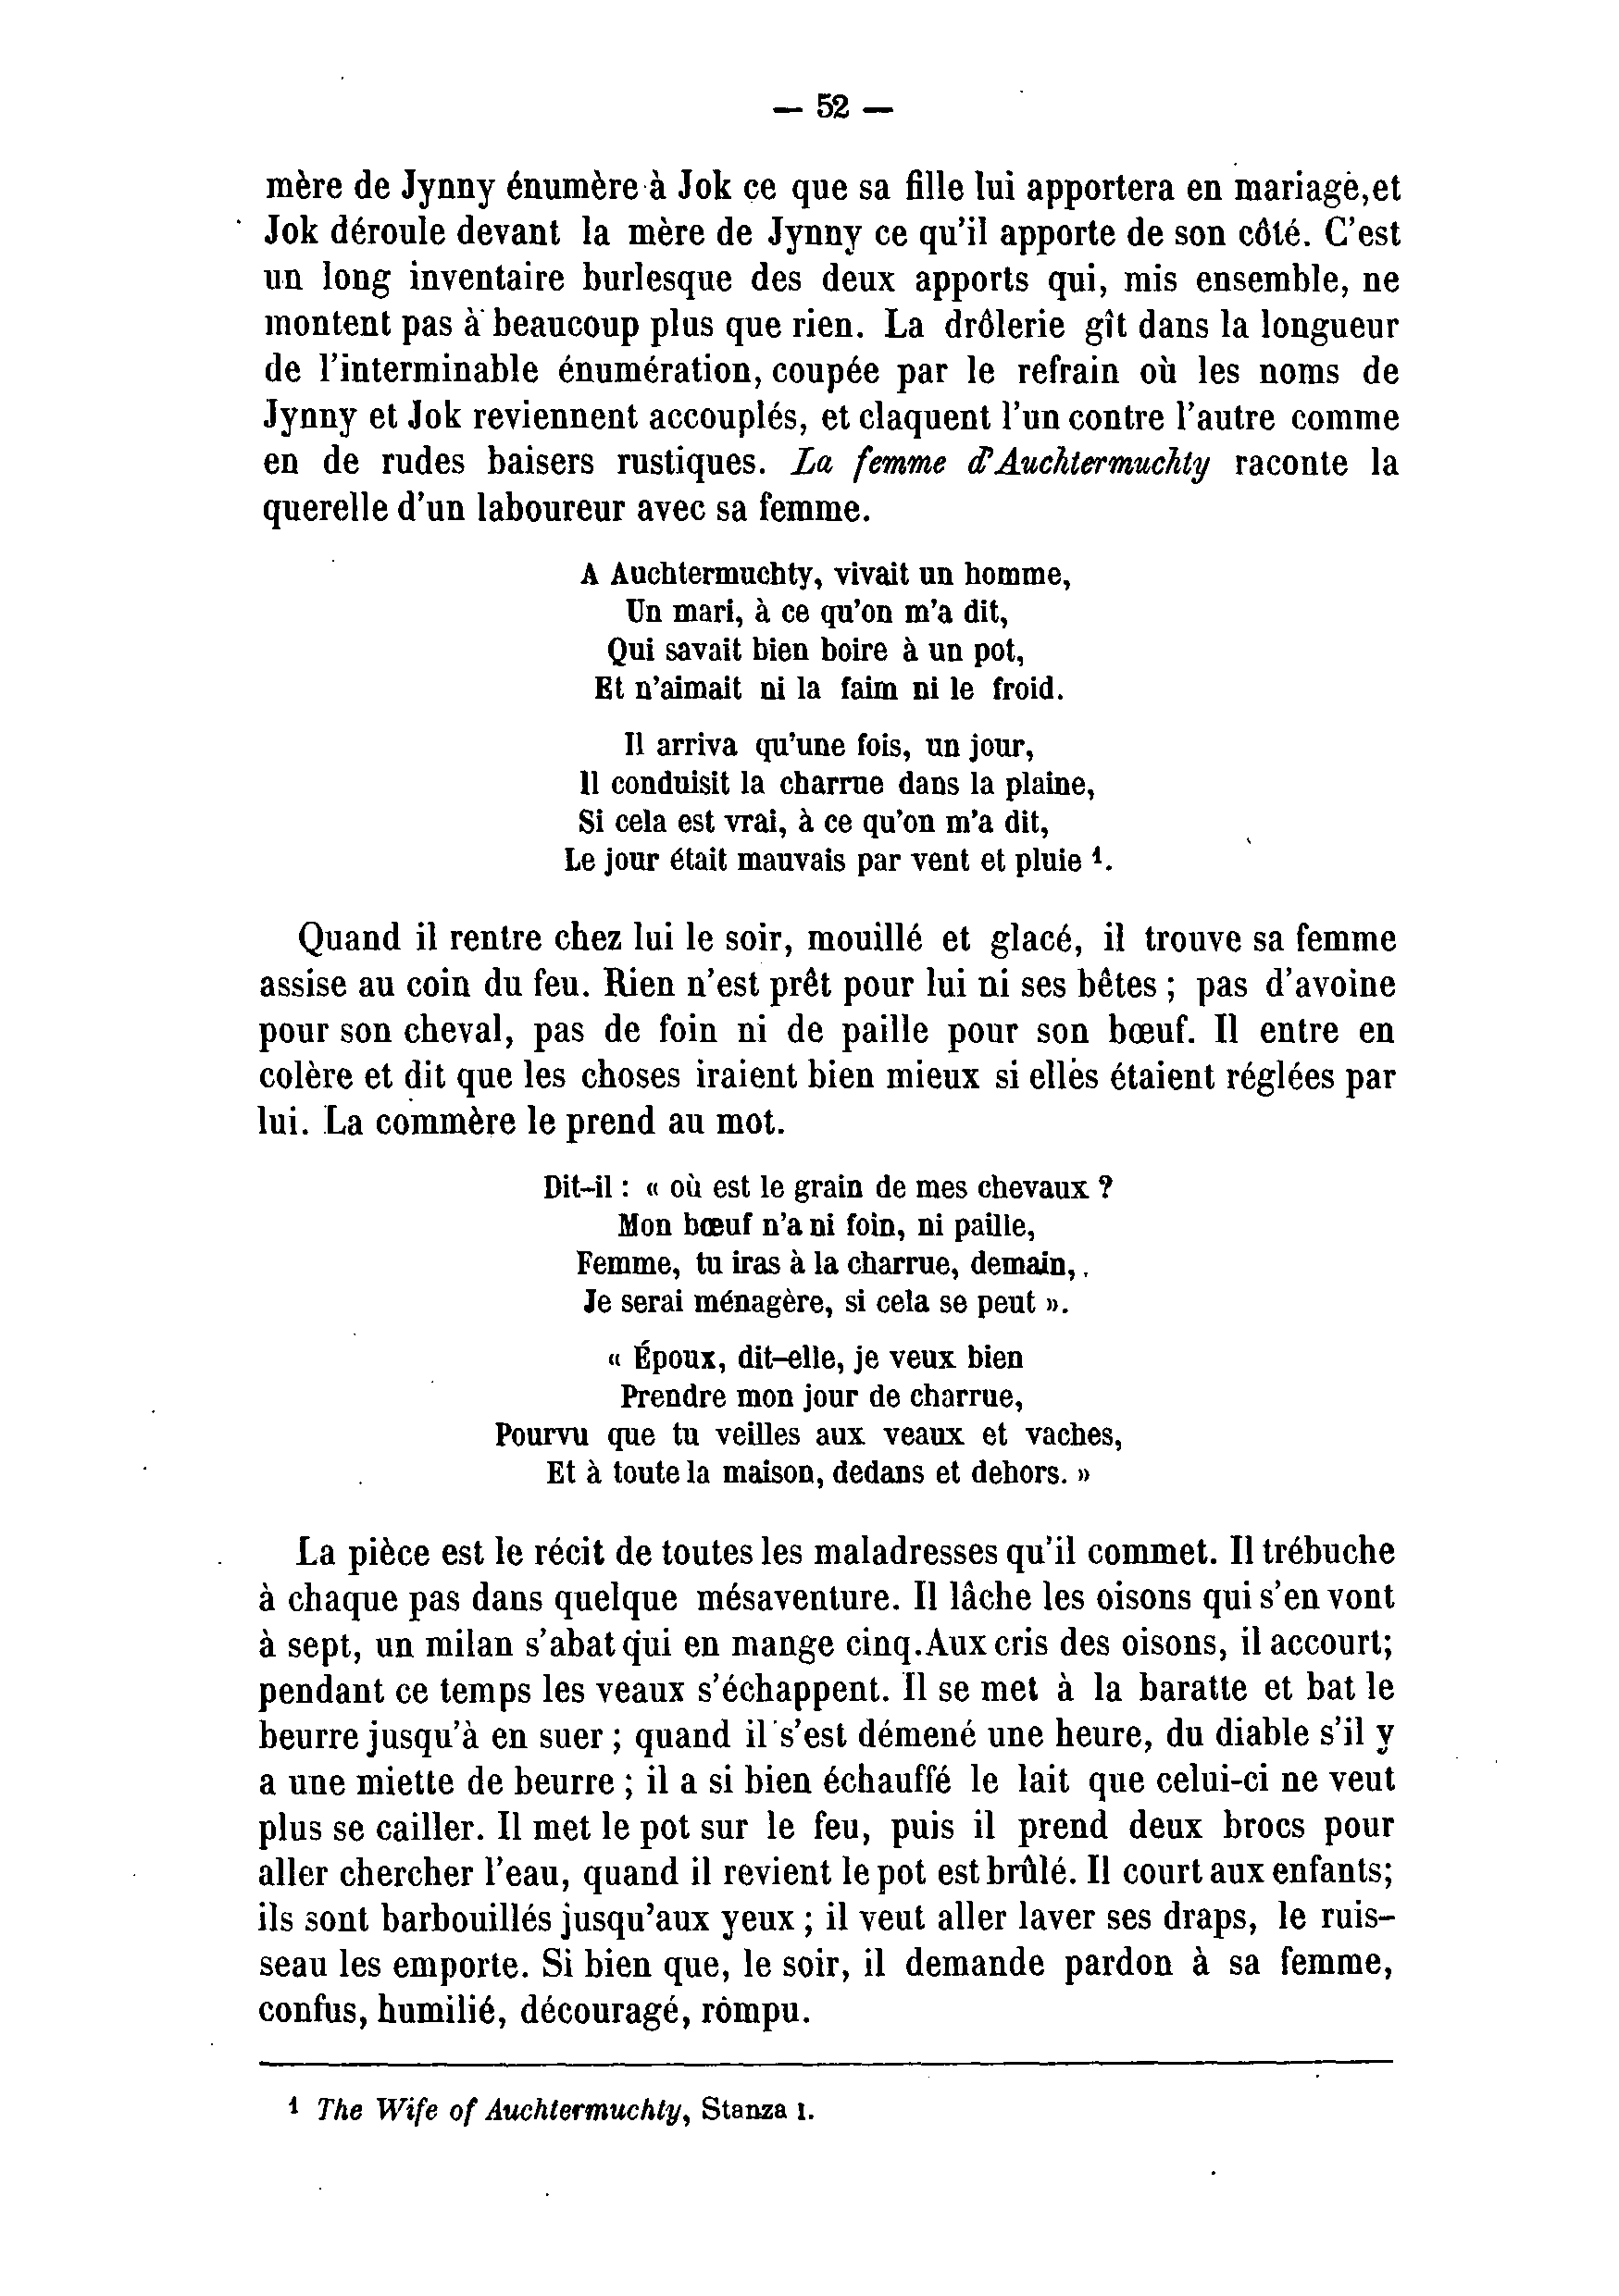 — 52 —
mère de Jynny énumère à Jok ce que sa fille lui apportera en mariage, et
Jok déroule devant la mère de Jynny ce qu'il apporte de son côté. C'est
un long inventaire burlesque des deux apports qui, mis ensemble, ne
montent pas à beaucoup plus que rien. La drôlerie gît dans la longueur
de l'interminable énumération, coupée par le refrain où les noms de
Jynny et Jok reviennent accouplés, et claquent l'un contre l'autre comme
en de rudes baisers rustiques. La femme d'Auchtermuchty raconte la
querelle d'un laboureur avec sa femme.
A Auchtermuchty, vivait un homme,
Un mari, à ce qu'on m'a dit,
Qui savait bien boire à un pot,
Et n'aimait ni la faim ni le froid.
Il arriva qu'une fois, un jour,
Il conduisit la charrue dans la plaine,
Si cela est vrai, à ce qu'on m'a dit,
Le jour était mauvais par vent et pluie 1.
Quand il rentre chez lui le soir, mouillé et glacé, il trouve sa femme
assise au coin du feu. Rien n'est prêt pour lui ni ses bêtes ; pas d'avoine
pour son cheval, pas de foin ni de paille pour son bœuf. Il entre en
colère et dit que les choses iraient bien mieux si elles étaient réglées par
lui. La commère le prend au mot.
Dit-il : « où est le grain de mes chevaux ?
Mon bœuf n'a ni foin, ni paille,
Femme, tu iras à la charrue, demain,
Je serai ménagère, si cela se peut ».
« Époux, dit-elle, je veux bien
Prendre mon jour de charrue,
Pourvu que tu veilles aux veaux et vaches,
Et à toute la maison, dedans et dehors. »
La pièce est le récit de toutes les maladresses qu'il commet. Il trébuche
à chaque pas dans quelque mésaventure. Il lâche les oisons qui s'en vont
à sept, un milan s'abat qui en mange cinq. Aux cris des oisons, il accourt;
pendant ce temps les veaux s'échappent. Il se met à la baratte et bat le
beurre jusqu'à en suer ; quand il s'est démené une heure, du diable s'il y
a une miette de beurre ; il a si bien échauffé le lait que celui-ci ne veut
plus se cailler. Il met le pot sur le feu, puis il prend deux brocs pour
aller chercher l'eau, quand il revient le pot est brûlé. Il court aux enfants;
ils sont barbouillés jusqu'aux yeux ; il veut aller laver ses draps, le ruis-
seau les emporte. Si bien que, le soir, il demande pardon à sa femme,
confus, humilié, découragé, rompu.
1 The Wife of Auchtermuchty, Stanza I.